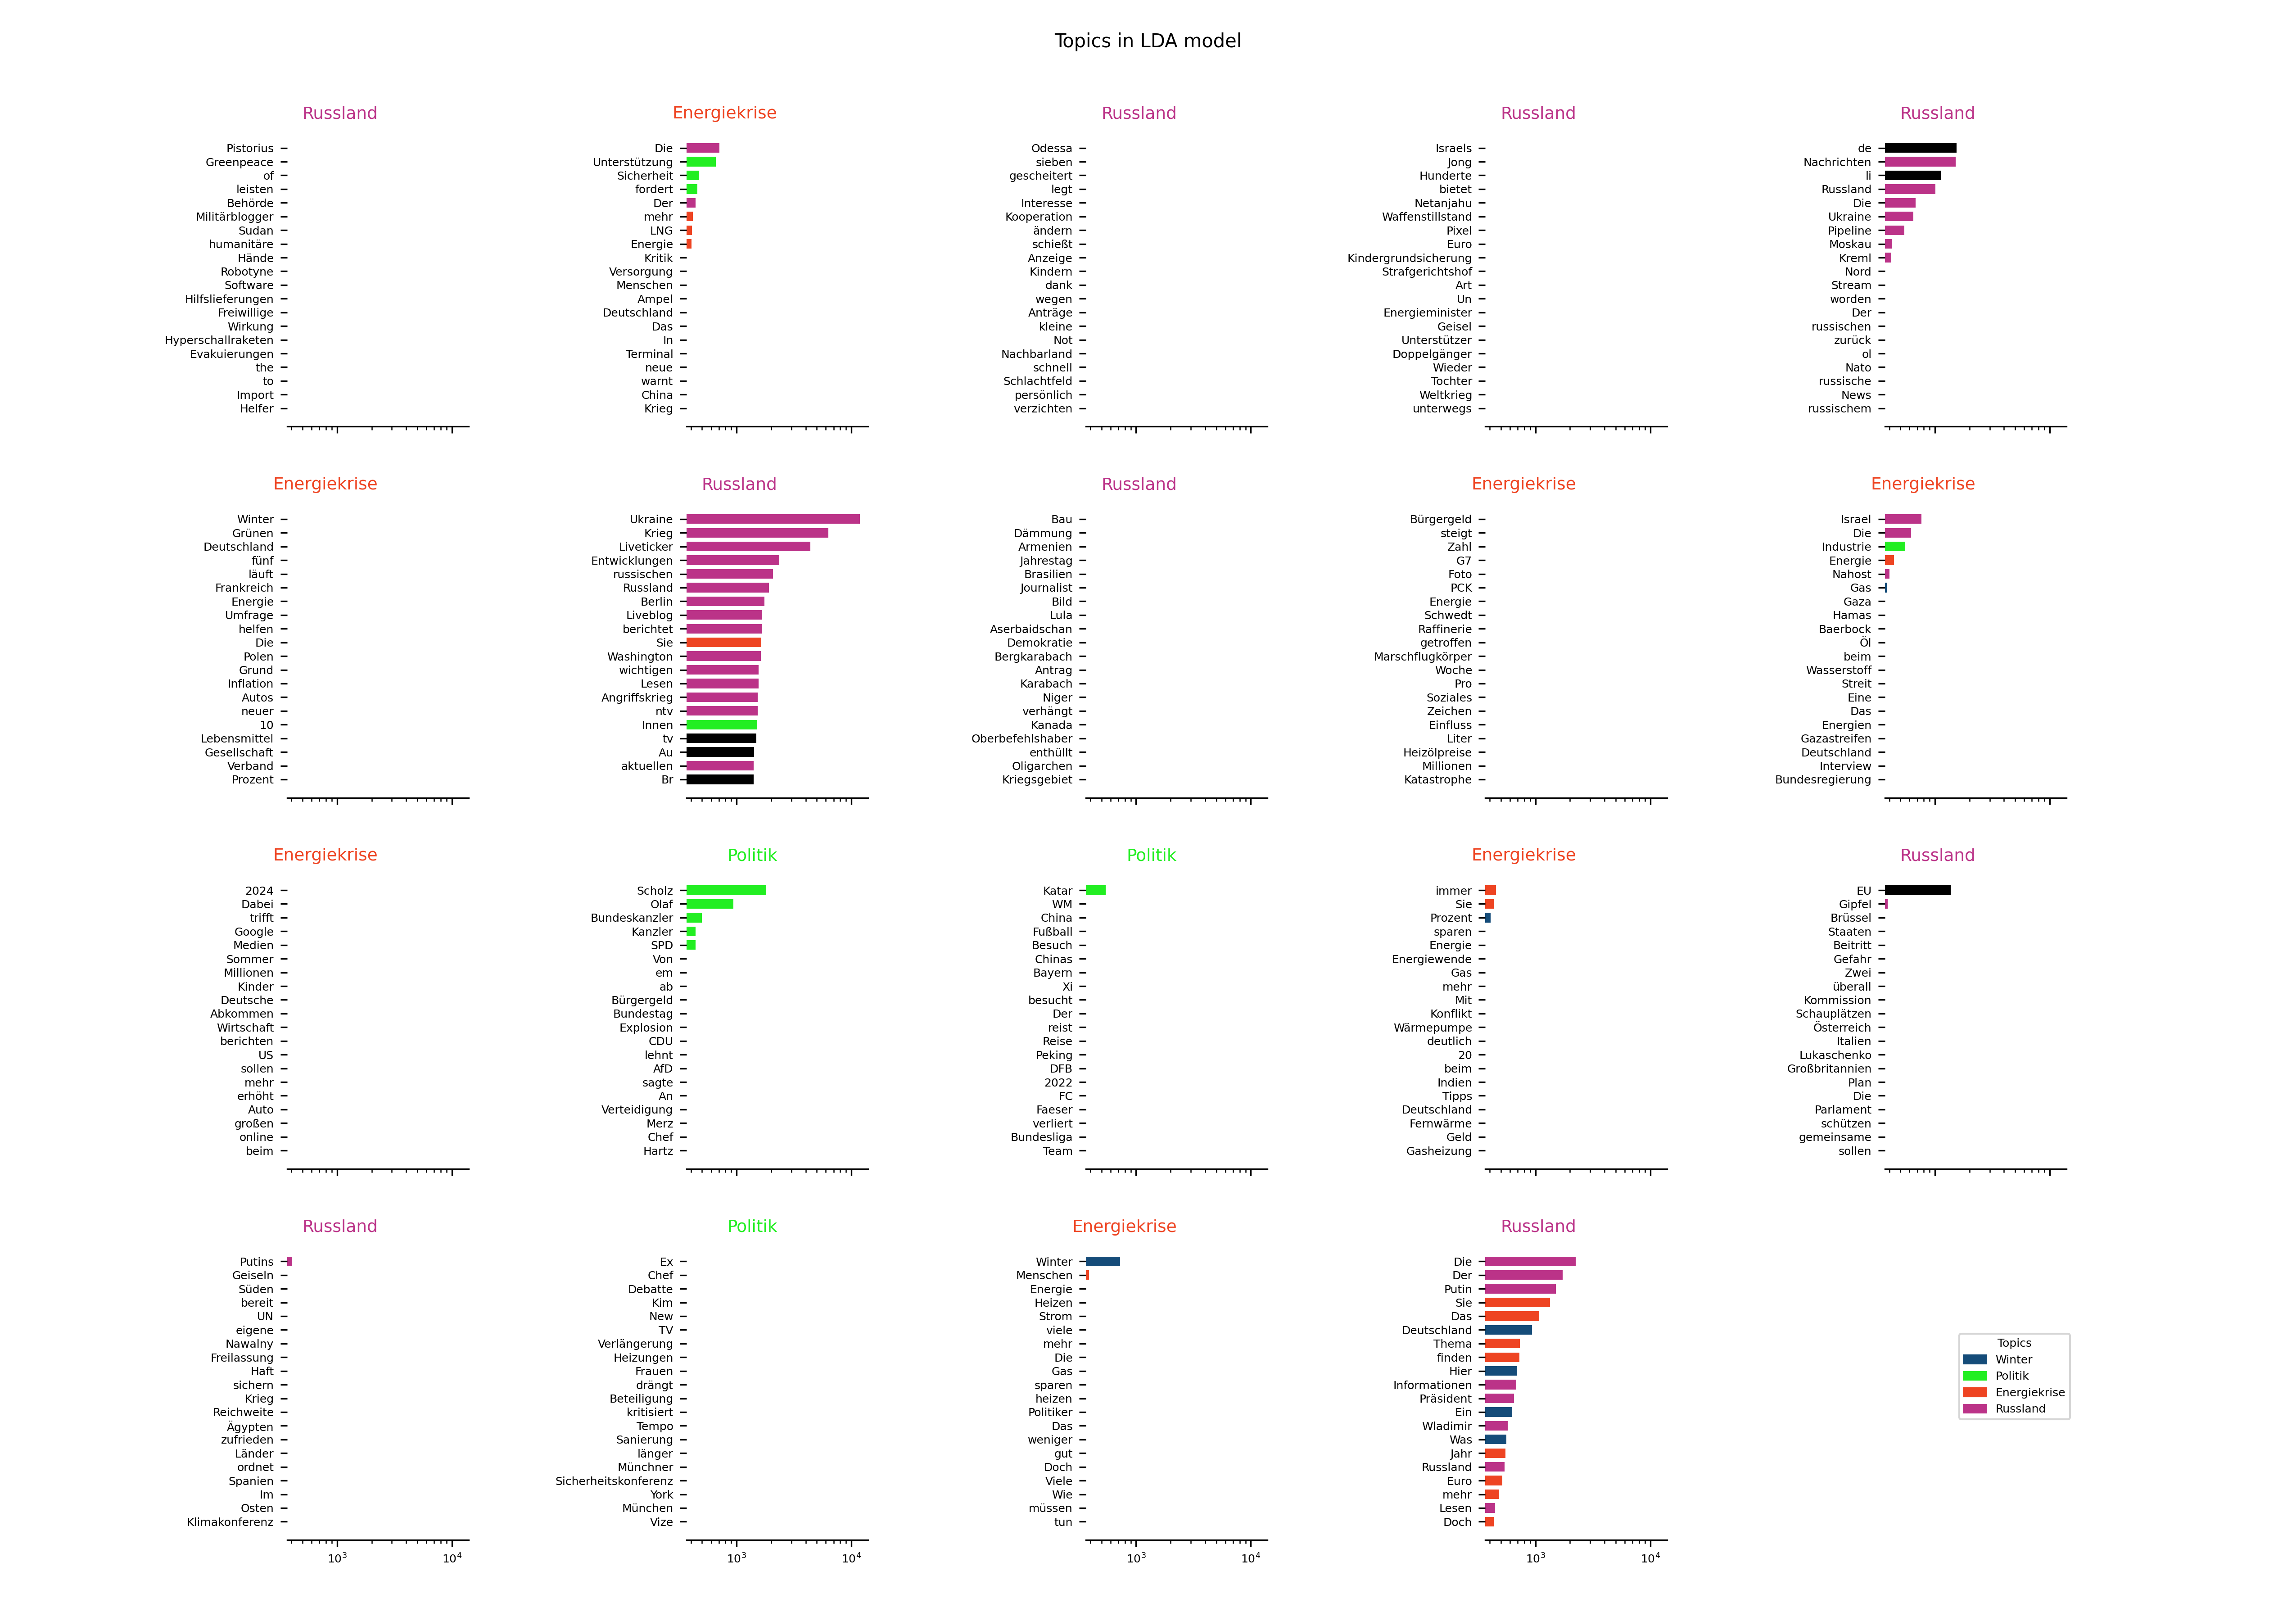 Topics in LDA model
Russland
Pistorius
Greenpeace
of
leisten
Behörde
Militärblogger
Sudan
humanitäre
Hände
Robotyne
Software
Hilfslieferungen
Freiwillige
Wirkung
Hyperschallraketen
Evakuierungen
the
to
Import
Helfer
Energiekrise
Die
Unterstützung
Sicherheit
fordert
Der
mehr
LNG
Energie
Kritik
Versorgung
Menschen
Ampel
Deutschland
Das
In
Terminal
neue
warnt
China
Krieg
Russland
Odessa
sieben
gescheitert
legt
Interesse
Kooperation
ändern
schießt
Anzeige
Kindern
dank
wegen
Anträge
kleine
Not
Nachbarland
schnell
Schlachtfeld
persönlich
verzichten
Russland
Israels
Jong
Hunderte
bietet
Netanjahu
Waffenstillstand
Pixel
Euro
Kindergrundsicherung
Strafgerichtshof
Art
Un
Energieminister
Geisel
Unterstützer
Doppelgänger
Wieder
Tochter
Weltkrieg
unterwegs
Russland
de
Nachrichten
li
Russland
Die
Ukraine
Pipeline
Moskau
Kreml
Nord
Stream
worden
Der
russischen
zurück
ol
Nato
russische
News
russischem
Energiekrise
Winter
Grünen
Deutschland
fünf
läuft
Frankreich
Energie
Umfrage
helfen
Die
Polen
Grund
Inflation
Autos
neuer
10
Lebensmittel
Gesellschaft
Verband
Prozent
Russland
Ukraine
Krieg
Liveticker
Entwicklungen
russischen
Russland
Berlin
Liveblog
berichtet
Sie
Washington
wichtigen
Lesen
Angriffskrieg
ntv
Innen
tv
Au
aktuellen
Br
Russland
Bau
Dämmung
Armenien
Jahrestag
Brasilien
Journalist
Bild
Lula
Aserbaidschan
Demokratie
Bergkarabach
Antrag
Karabach
Niger
verhängt
Kanada
Oberbefehlshaber
enthüllt
Oligarchen
Kriegsgebiet
Energiekrise
Bürgergeld
steigt
Zahl
G7
Foto
PCK
Energie
Schwedt
Raffinerie
getroffen
Marschflugkörper
Woche
Pro
Soziales
Zeichen
Einfluss
Liter
Heizölpreise
Millionen
Katastrophe
Energiekrise
Israel
Die
Industrie
Energie
Nahost
Gas
Gaza
Hamas
Baerbock
Öl
beim
Wasserstoff
Streit
Eine
Das
Energien
Gazastreifen
Deutschland
Interview
Bundesregierung
Energiekrise
2024
Dabei
trifft
Google
Medien
Sommer
Millionen
Kinder
Deutsche
Abkommen
Wirtschaft
berichten
US
sollen
mehr
erhöht
Auto
großen
online
beim
Politik
Scholz
Olaf
Bundeskanzler
Kanzler
SPD
Von
em
ab
Bürgergeld
Bundestag
Explosion
CDU
lehnt
AfD
sagte
An
Verteidigung
Merz
Chef
Hartz
Politik
Katar
WM
China
Fußball
Besuch
Chinas
Bayern
Xi
besucht
Der
reist
Reise
Peking
DFB
2022
FC
Faeser
verliert
Bundesliga
Team
Energiekrise
immer
Sie
Prozent
sparen
Energie
Energiewende
Gas
mehr
Mit
Konflikt
Wärmepumpe
deutlich
20
beim
Indien
Tipps
Deutschland
Fernwärme
Geld
Gasheizung
Russland
EU
Gipfel
Brüssel
Staaten
Beitritt
Gefahr
Zwei
überall
Kommission
Schauplätzen
Österreich
Italien
Lukaschenko
Großbritannien
Plan
Die
Parlament
schützen
gemeinsame
sollen
Russland
Putins
Geiseln
Süden
bereit
UN
eigene
Nawalny
Freilassung
Haft
sichern
Krieg
Reichweite
Ägypten
zufrieden
Länder
ordnet
Spanien
Im
Osten
Klimakonferenz
10³ 10⁴
Politik
Ex
Chef
Debatte
Kim
New
TV
Verlängerung
Heizungen
Frauen
drängt
Beteiligung
kritisiert
Tempo
Sanierung
länger
Münchner
Sicherheitskonferenz
York
München
Vize
10³ 10⁴
Energiekrise
Winter
Menschen
Energie
Heizen
Strom
viele
mehr
Die
Gas
sparen
heizen
Politiker
Das
weniger
gut
Doch
Viele
Wie
müssen
tun
10³ 10⁴
Russland
Die
Der
Putin
Sie
Das
Deutschland
Thema
finden
Hier
Informationen
Präsident
Ein
Wladimir
Was
Jahr
Russland
Euro
mehr
Lesen
Doch
10³ 10⁴
Topics
Winter
Politik
Energiekrise
Russland